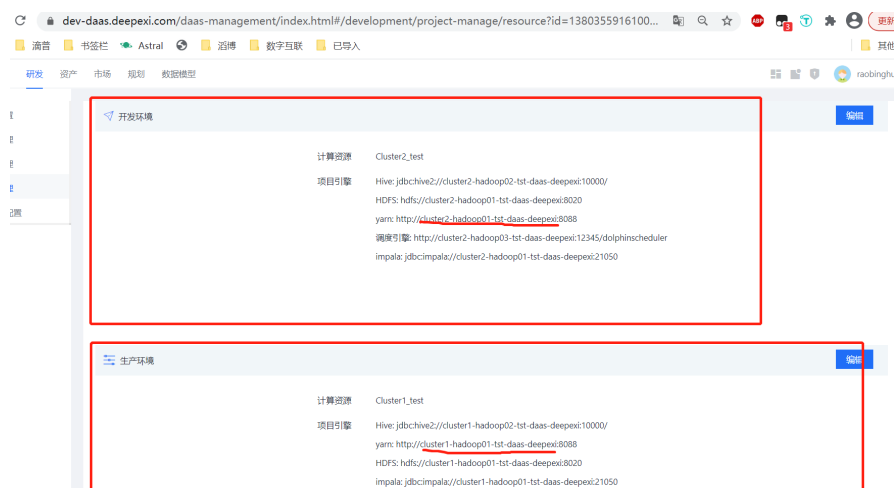 dev-daas.deepexi.com/daas-management/index.html#/development/project-manage/resource?id=1380355916100...
更新
滴普
书签栏
Astral
滔博
数字互联
已导入
其他
研发 资产 市场 规划 数据模型
raobinghu
开发环境
编辑
计算资源 Cluster2_test
项目引擎 Hive: jdbc:hive2://cluster2-hadoop02-tst-daas-deepexi:10000/
HDFS: hdfs://cluster2-hadoop01-tst-daas-deepexi:8020
yarn: http://cluster2-hadoop01-tst-daas-deepexi:8088
调度引擎: http://cluster2-hadoop03-tst-daas-deepexi:12345/dolphinscheduler
impala: jdbc:impala://cluster2-hadoop01-tst-daas-deepexi:21050
配置
生产环境
编辑
计算资源 Cluster1_test
项目引擎 Hive: jdbc:hive2://cluster1-hadoop02-tst-daas-deepexi:10000/
yarn: http://cluster1-hadoop01-tst-daas-deepexi:8088
HDFS: hdfs://cluster1-hadoop01-tst-daas-deepexi:8020
impala: jdbc:impala://cluster1-hadoop01-tst-daas-deepexi:21050